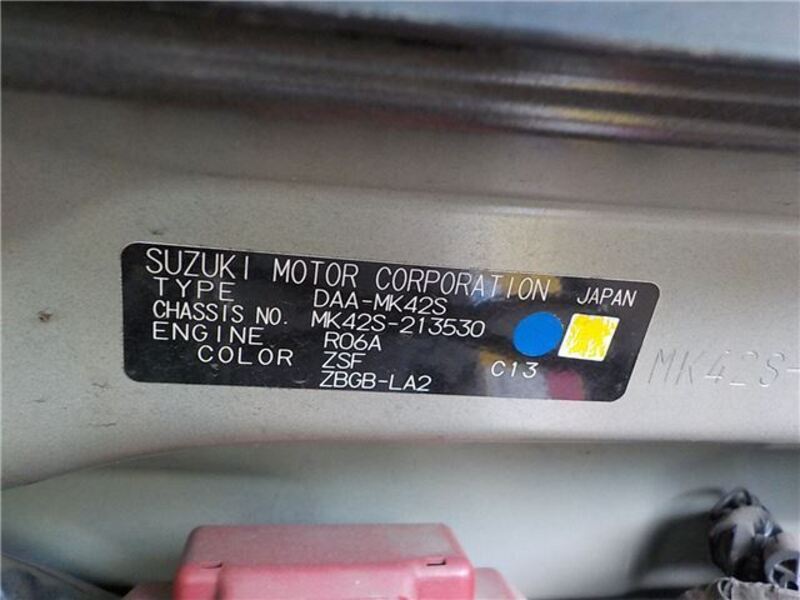 SUZUKI MOTOR CORPORATION JAPAN
TYPE DAA-MK42S
CHASSIS NO. MK42S-213530
ENGINE R06A
COLOR ZSF
ZBGB-LA2 C13
MK42S-